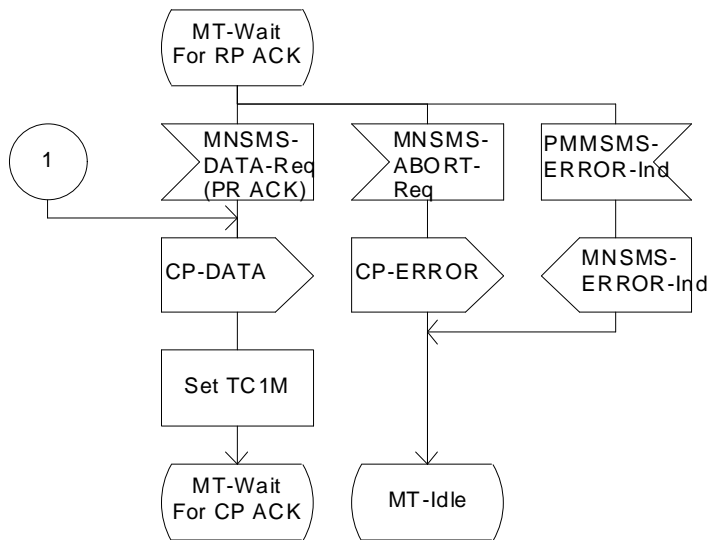 MT-Wait
For RP ACK
1
MNSMS-
DATA-Req
(PR ACK)
MNSMS-
ABORT-
Req
PMMSMS-
ERROR-Ind
CP-DATA
CP-ERROR
MNSMS-
ERROR-Ind
Set TC1M
MT-Wait
For CP ACK
MT-Idle